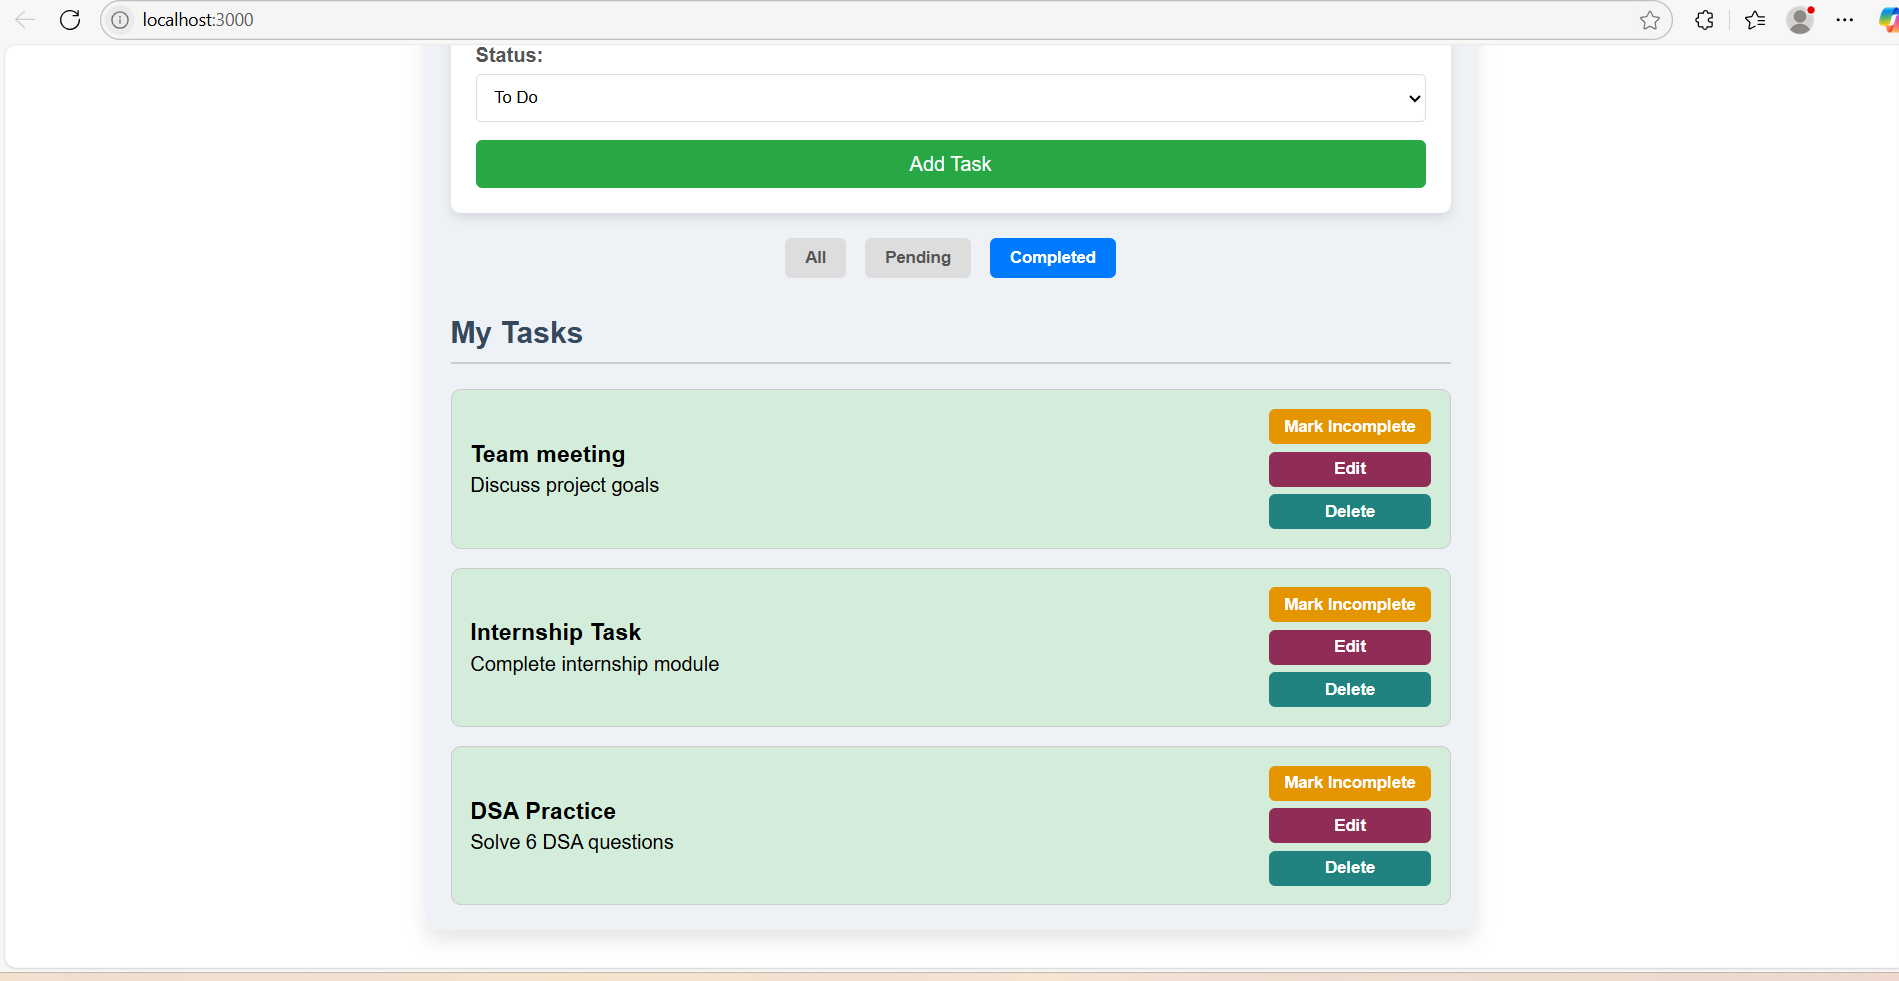 localhost:3000
Status:
To Do
Add Task
All
Pending
Completed
My Tasks
Team meeting
Discuss project goals
Mark Incomplete
Edit
Delete
Internship Task
Complete internship module
Mark Incomplete
Edit
Delete
DSA Practice
Solve 6 DSA questions
Mark Incomplete
Edit
Delete